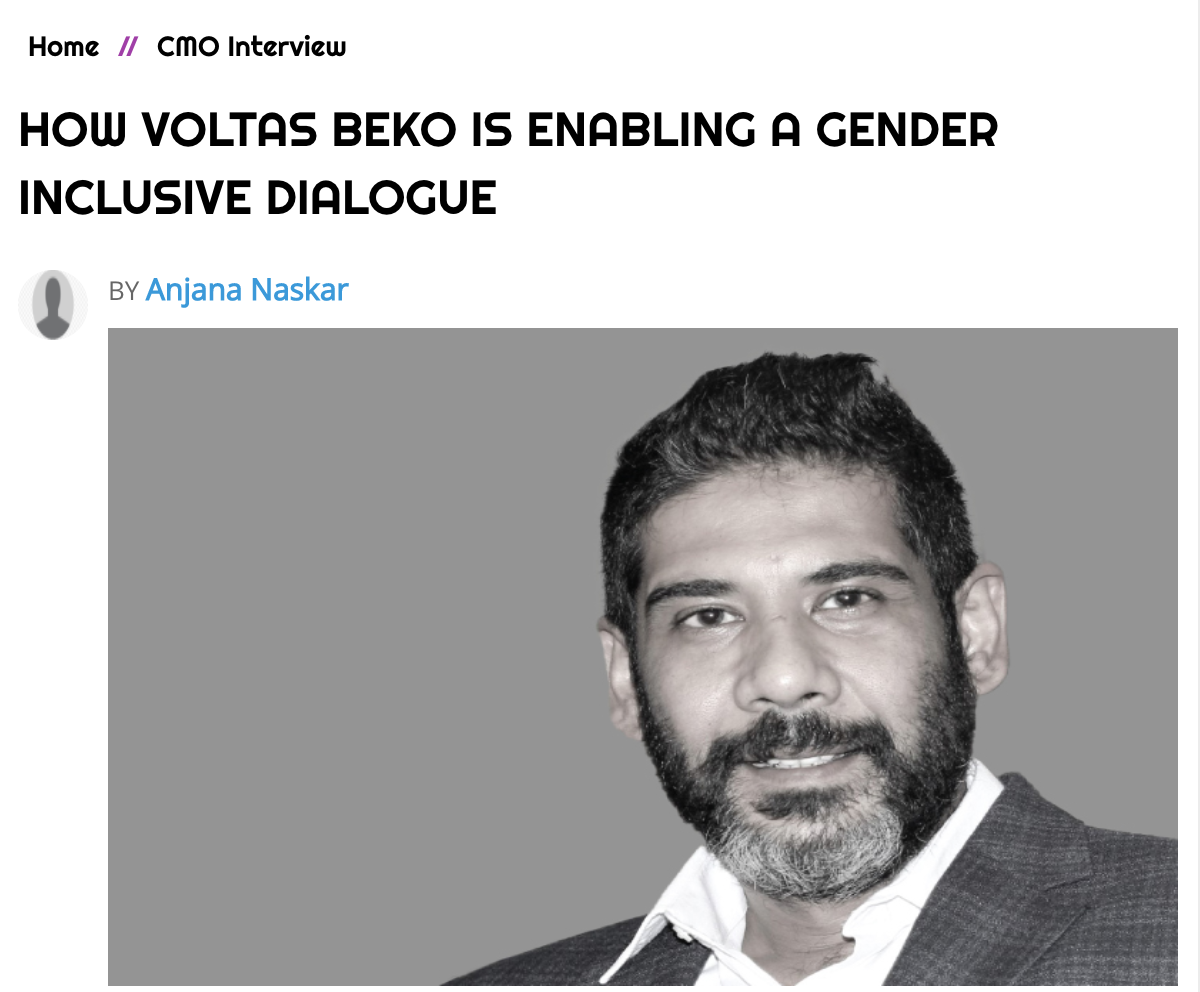 Home // CMO Interview
HOW VOLTAS BEKO IS ENABLING A GENDER
INCLUSIVE DIALOGUE
BY Anjana Naskar